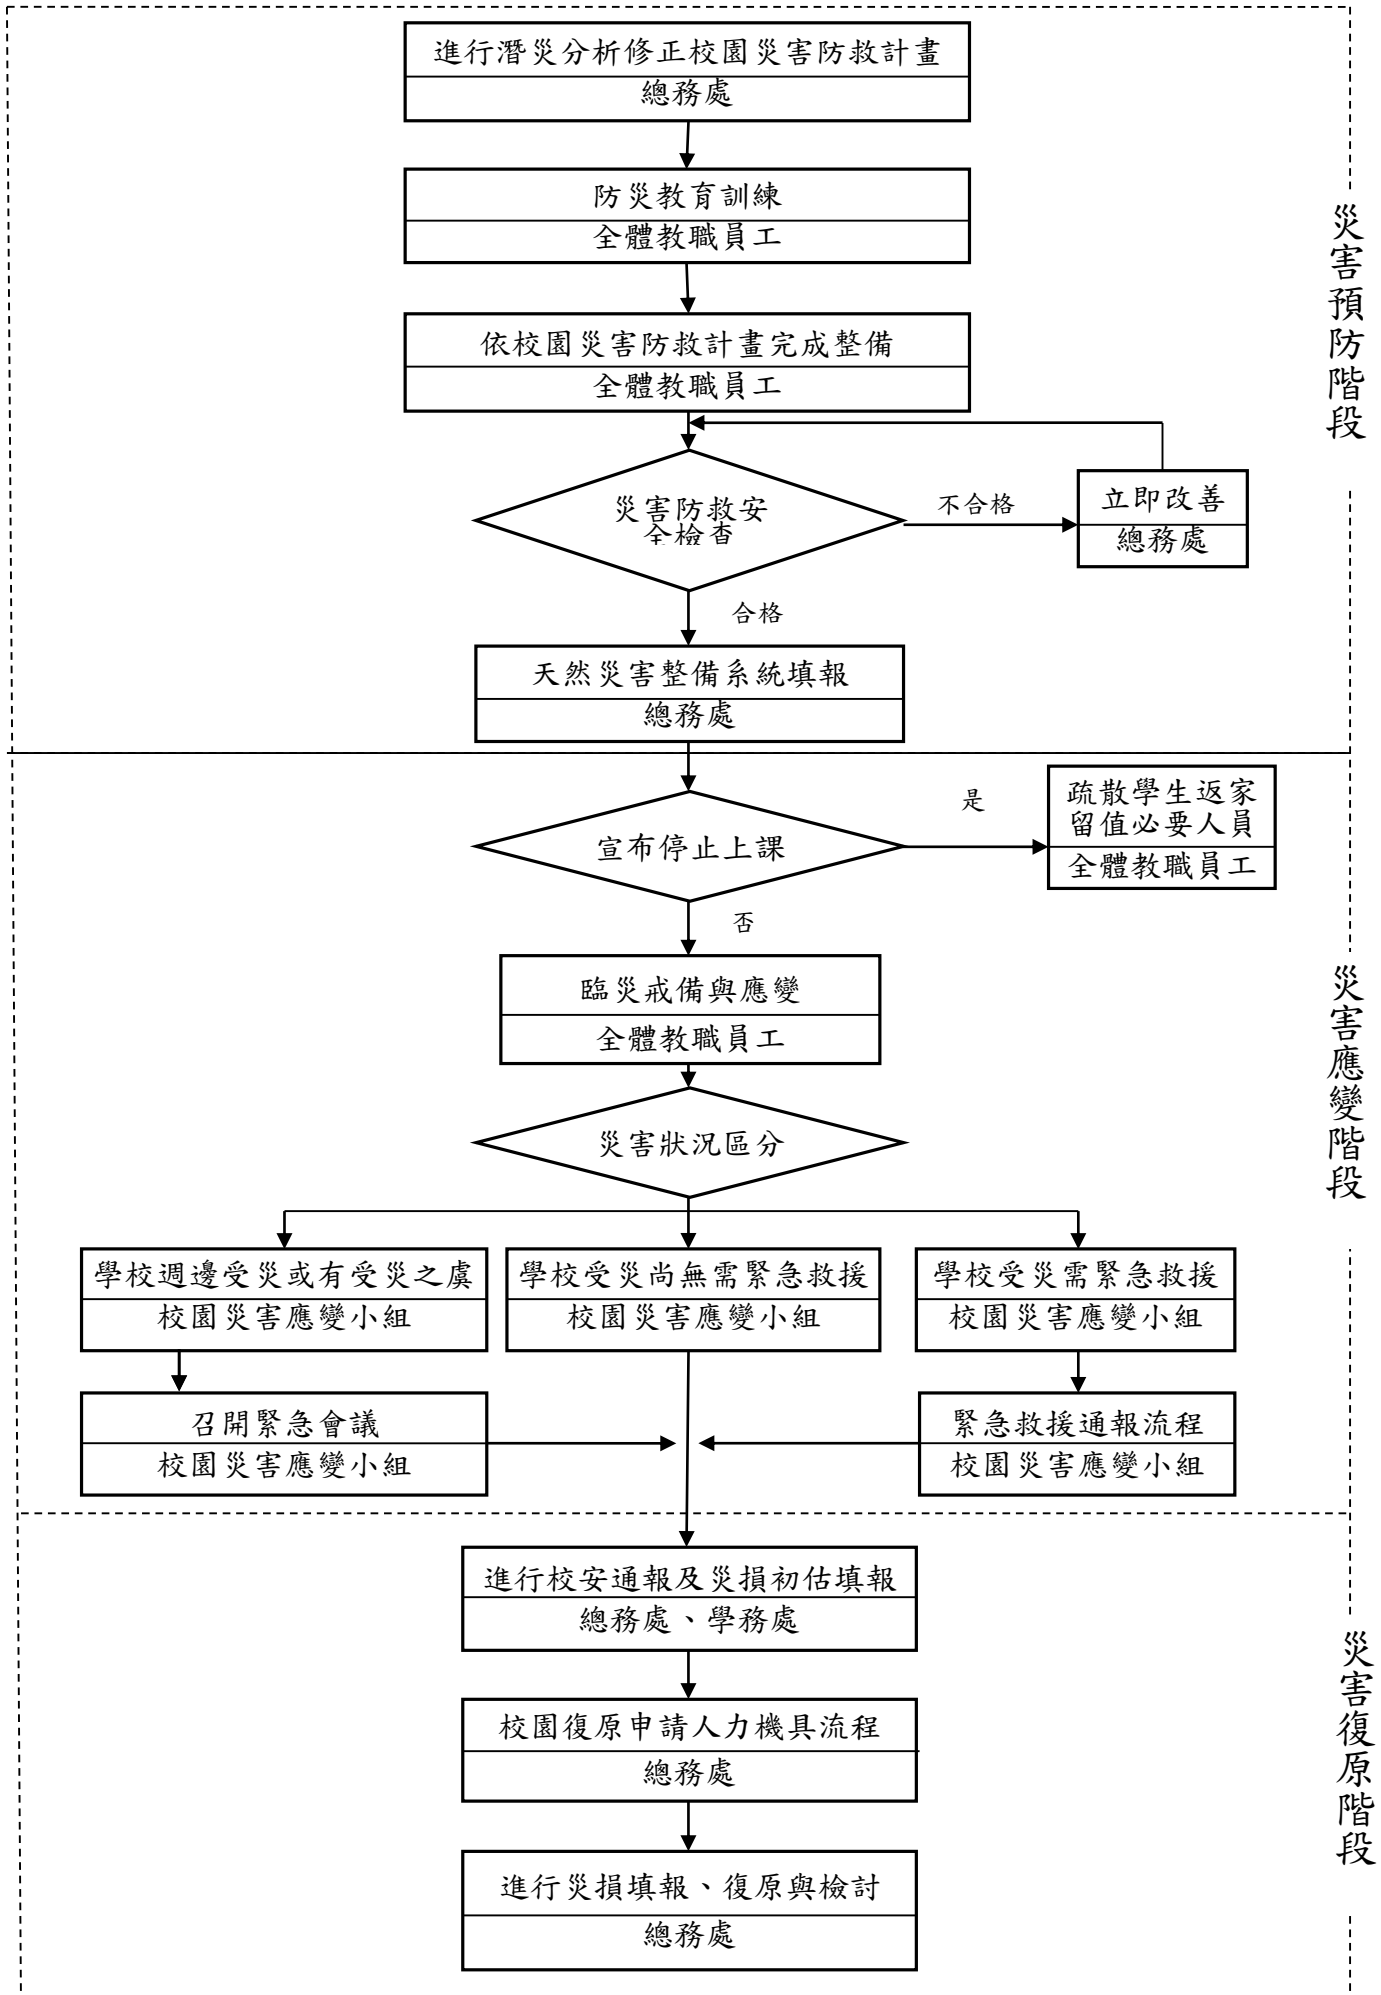 進行潛災分析修正校園災害防救計畫
總務處
防災教育訓練
全體教職員工
依校園災害防救計畫完成整備
全體教職員工
災害防救安
全檢查
不合格
立即改善
總務處
合格
天然災害整備系統填報
總務處
災害預防階段
宣布停止上課
是
疏散學生返家
留值必要人員
全體教職員工
否
臨災戒備與應變
全體教職員工
災害狀況區分
學校週邊受災或有受災之虞
校園災害應變小組
學校受災尚無需緊急救援
校園災害應變小組
學校受災需緊急救援
校園災害應變小組
召開緊急會議
校園災害應變小組
緊急救援通報流程
校園災害應變小組
災害應變階段
進行校安通報及災損初估填報
總務處、學務處
校園復原申請人力機具流程
總務處
進行災損填報、復原與檢討
總務處
災害復原階段